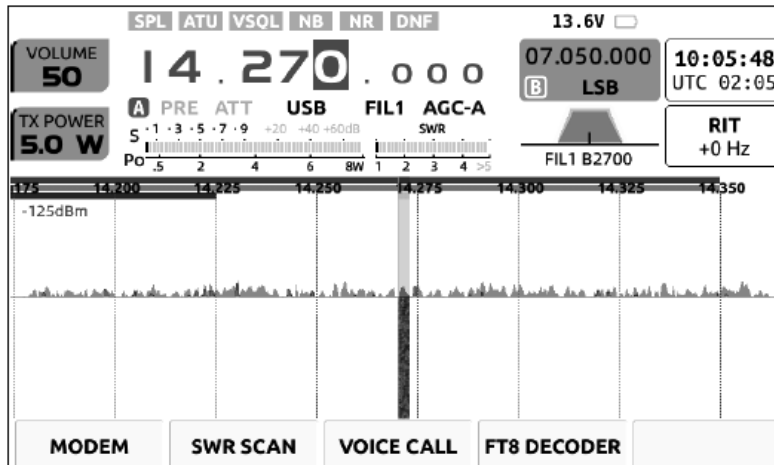 SPL ATU VSQL NB NR DNF 13.6V
VOLUME
50
14.270.000
07.050.000
B LSB
10:05:48
UTC 02:05
A PRE ATT USB FIL1 AGC-A
TX POWER
5.0 W
S ·1 ·3 ·5 ·7 ·9 +20 +40 +60dB SWR
Po .5 2 4 6 8W 1 2 3 4 >5
FIL1 B2700
RIT
+0 Hz
175 14.200 14.225 14.250 14.275 14.300 14.325 14.350
-125dBm
MODEM SWR SCAN VOICE CALL FT8 DECODER